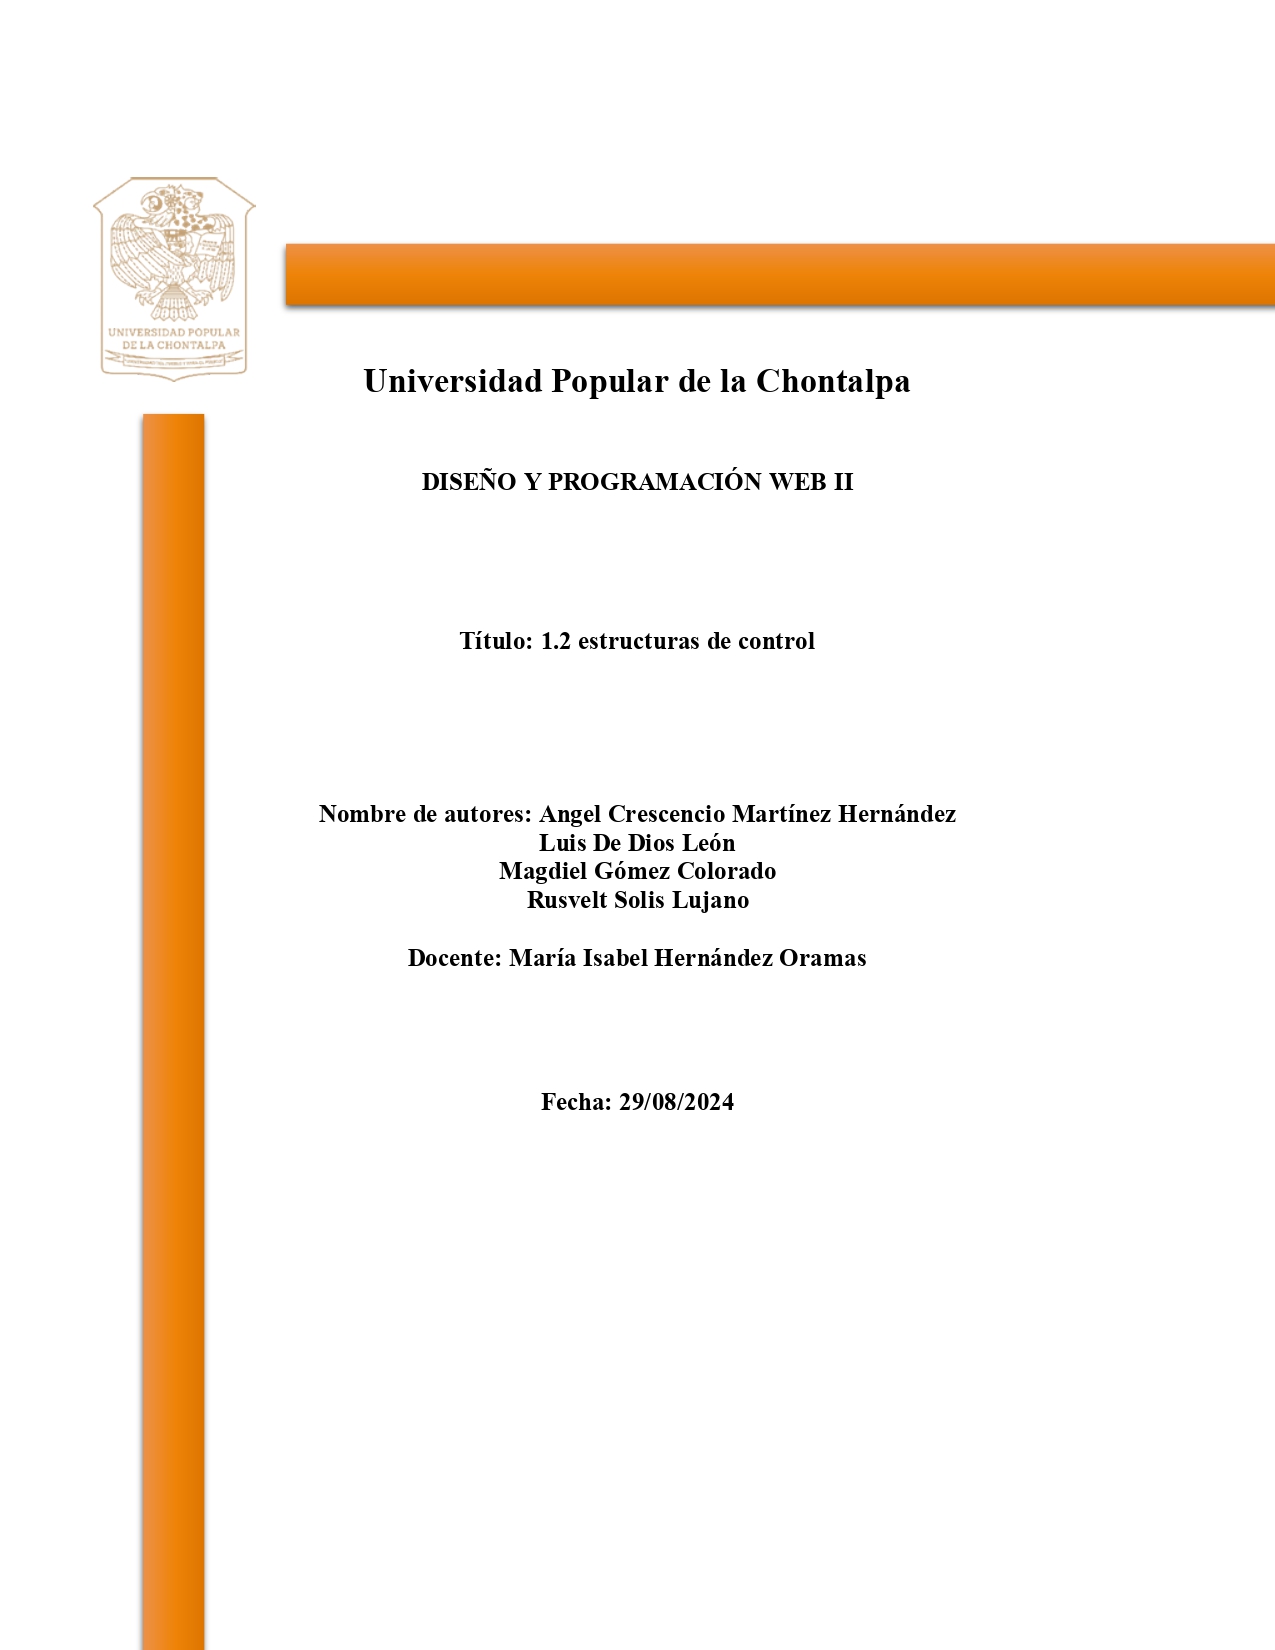 UNIVERSIDAD POPULAR
DE LA CHONTALPA
Universidad Popular de la Chontalpa
DISEÑO Y PROGRAMACIÓN WEB II
Título: 1.2 estructuras de control
Nombre de autores: Angel Crescencio Martínez Hernández
Luis De Dios León
Magdiel Gómez Colorado
Rusvelt Solis Lujano
Docente: María Isabel Hernández Oramas
Fecha: 29/08/2024